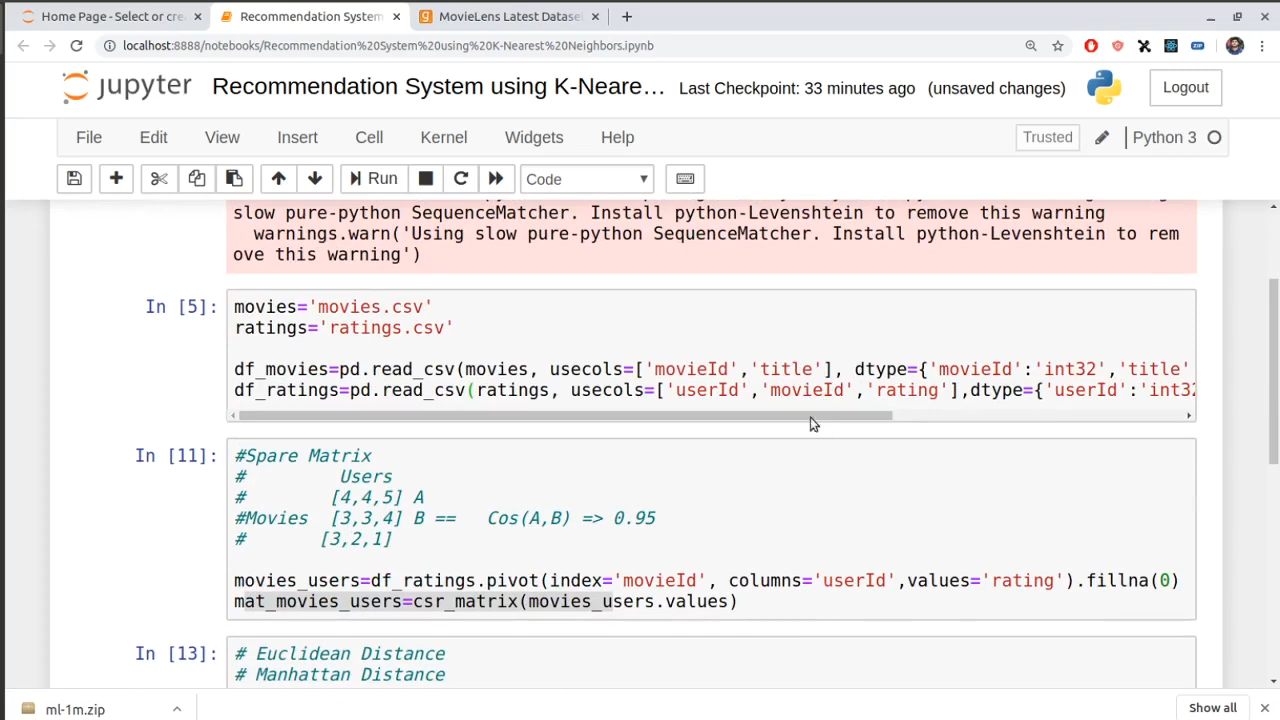 Home Page - Select or cre
Recommendation System
MovieLens Latest Datase
localhost:8888/notebooks/Recommendation%20System%20using%20K-Nearest%20Neighbors.ipynb
ZIP
jupyter
Recommendation System using K-Neare... Last Checkpoint: 33 minutes ago (unsaved changes)
Logout
File Edit View Insert Cell Kernel Widgets Help
Trusted
Python 3
Run
Code
slow pure-python SequenceMatcher. Install python-Levenshtein to remove this warning
warnings.warn('Using slow pure-python SequenceMatcher. Install python-Levenshtein to rem
ove this warning')
In [5]:
movies='movies.csv'
ratings='ratings.csv'
df_movies=pd.read_csv(movies, usecols=['movieId','title'], dtype={'movieId':'int32','title'
df_ratings=pd.read_csv(ratings, usecols=['userId','movieId','rating'],dtype={'userId':'int32
In [11]:
#Spare Matrix
# Users
# [4,4,5] A
#Movies [3,3,4] B == Cos(A,B) => 0.95
# [3,2,1]
movies_users=df_ratings.pivot(index='movieId', columns='userId',values='rating').fillna(0)
mat_movies_users=csr_matrix(movies_users.values)
In [13]:
# Euclidean Distance
# Manhattan Distance
ml-1m.zip
Show all